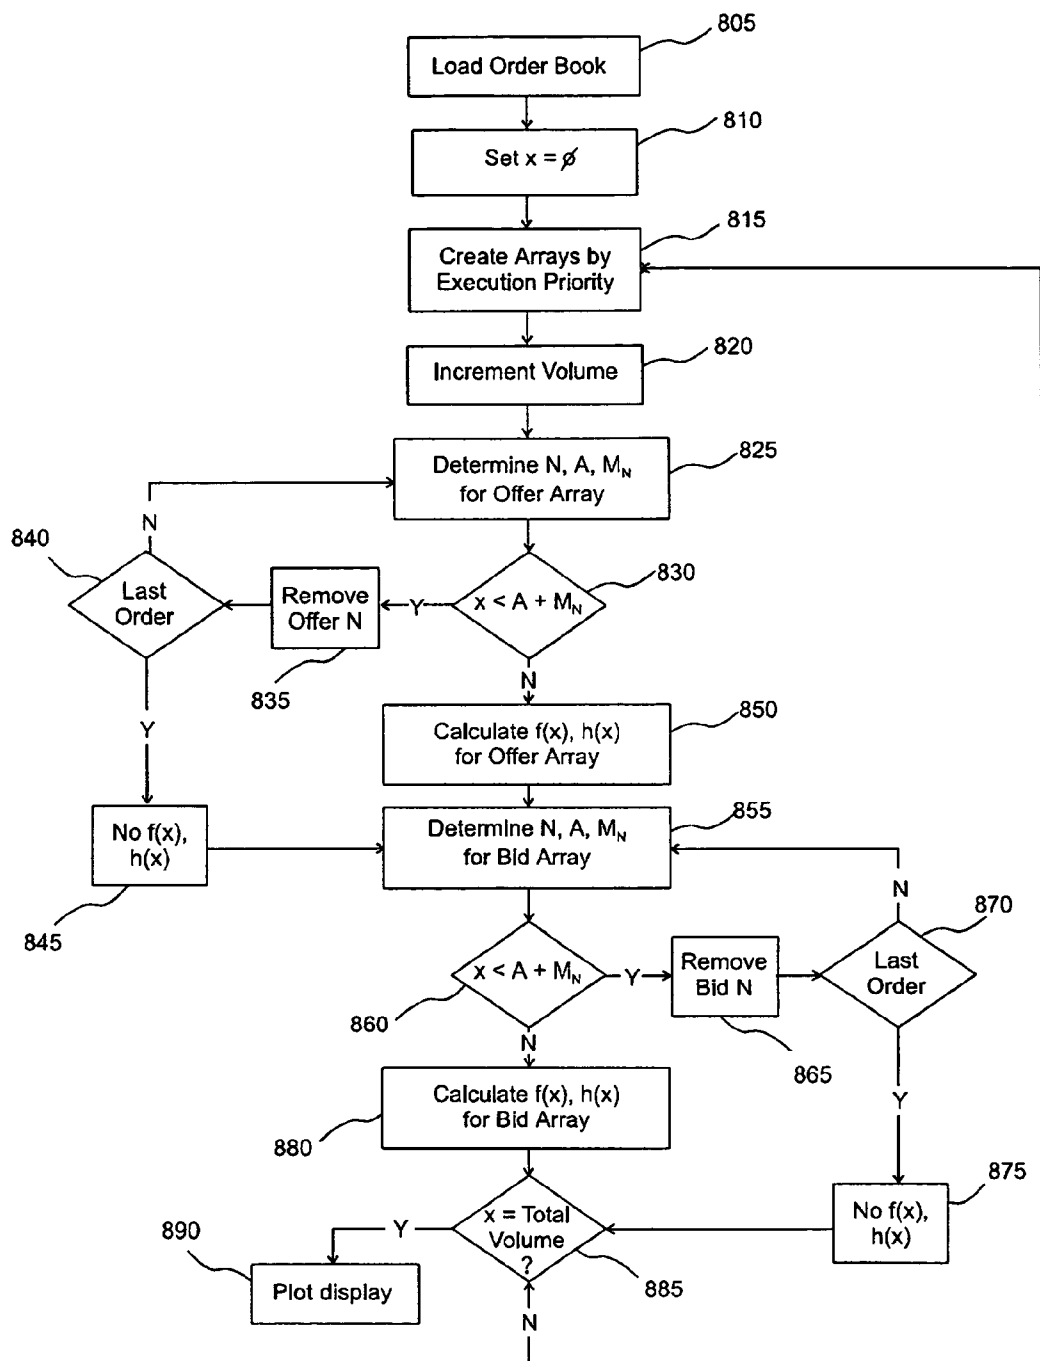 805
Load Order Book
810
Set x = ∅
815
Create Arrays by
Execution Priority
820
Increment Volume
825
Determine N, A, M_N
for Offer Array
N
840
Last
Order
Remove
Offer N
Y
x < A + M_N
830
835
N
Y
850
Calculate f(x), h(x)
for Offer Array
855
No f(x),
h(x)
Determine N, A, M_N
for Bid Array
845
N
870
x < A + M_N
Y
Remove
Bid N
Last
Order
860
N
865
Calculate f(x), h(x)
for Bid Array
Y
880
875
x = Total
Volume
?
No f(x),
h(x)
Y
890
885
Plot display
N